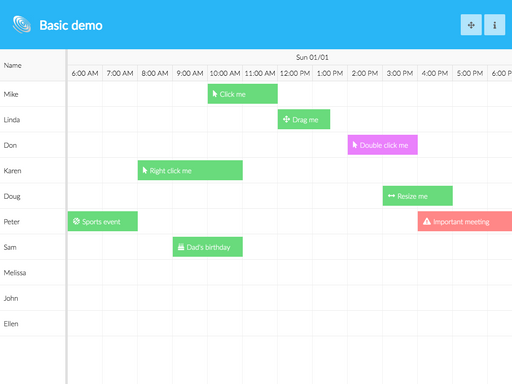 Basic demo
Name
Sun 01/01
6:00 AM 7:00 AM 8:00 AM 9:00 AM 10:00 AM 11:00 AM 12:00 PM 1:00 PM 2:00 PM 3:00 PM 4:00 PM 5:00 PM 6:00 P
Mike Click me
Linda Drag me
Don Double click me
Karen Right click me
Doug Resize me
Peter Sports event Important meeting
Sam Dad's birthday
Melissa
John
Ellen